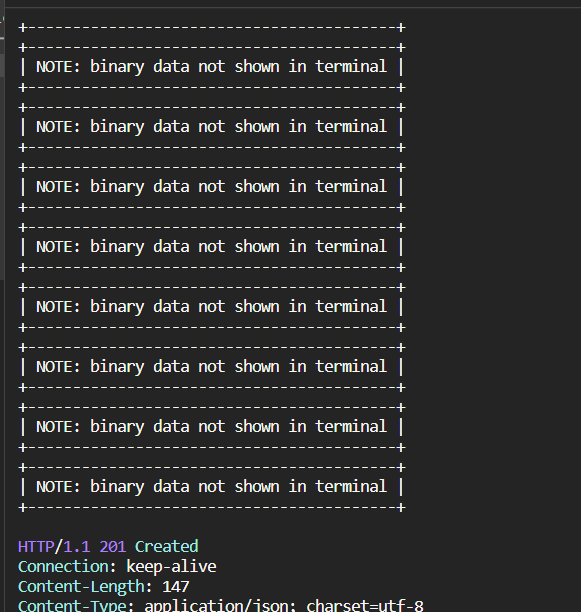 +-----------------------------------------+
+-----------------------------------------+
| NOTE: binary data not shown in terminal |
+-----------------------------------------+
+-----------------------------------------+
| NOTE: binary data not shown in terminal |
+-----------------------------------------+
+-----------------------------------------+
| NOTE: binary data not shown in terminal |
+-----------------------------------------+
+-----------------------------------------+
| NOTE: binary data not shown in terminal |
+-----------------------------------------+
+-----------------------------------------+
| NOTE: binary data not shown in terminal |
+-----------------------------------------+
+-----------------------------------------+
| NOTE: binary data not shown in terminal |
+-----------------------------------------+
+-----------------------------------------+
| NOTE: binary data not shown in terminal |
+-----------------------------------------+
+-----------------------------------------+
| NOTE: binary data not shown in terminal |
+-----------------------------------------+
HTTP/1.1 201 Created
Connection: keep-alive
Content-Length: 147
Content-Type: application/json; charset=utf-8